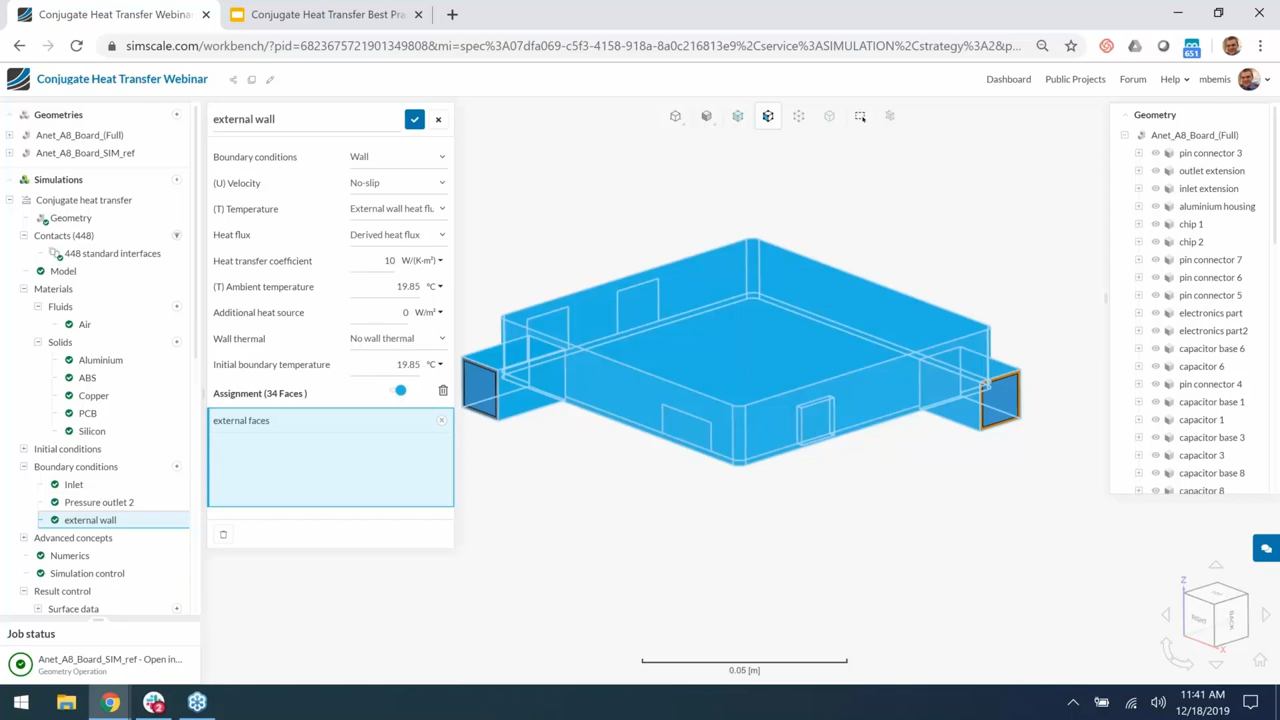 Conjugate Heat Transfer Webinar
Conjugate Heat Transfer Best Pra
simscale.com/workbench/?pid=6823675721901349808&mi=spec%3A07dfa069-c5f3-4158-918a-8a0c216813e9%2Cservice%3ASIMULATION%2Cstrategy%3A2&p...
651
Conjugate Heat Transfer Webinar
Dashboard
Public Projects
Forum
Help
mbemis
Geometries
Anet_A8_Board_(Full)
Anet_A8_Board_SIM_ref
Simulations
Conjugate heat transfer
Geometry
Contacts (448)
448 standard interfaces
Model
Materials
Fluids
Air
Solids
Aluminium
ABS
Copper
PCB
Silicon
Initial conditions
Boundary conditions
Inlet
Pressure outlet 2
external wall
Advanced concepts
Numerics
Simulation control
Result control
Surface data
Job status
Anet_A8_Board_SIM_ref - Open in...
Geometry Operation
external wall
Boundary conditions Wall
(U) Velocity No-slip
(T) Temperature External wall heat flu
Heat flux Derived heat flux
Heat transfer coefficient 10 W/(K·m²)
(T) Ambient temperature 19.85 °C
Additional heat source 0 W/m²
Wall thermal No wall thermal
Initial boundary temperature 19.85 °C
Assignment (34 Faces )
external faces
0.05 [m]
Geometry
Anet_A8_Board_(Full)
pin connector 3
outlet extension
inlet extension
aluminium housing
chip 1
chip 2
pin connector 7
pin connector 6
pin connector 5
electronics part
electronics part2
capacitor base 6
capacitor 6
pin connector 4
capacitor base 1
capacitor 1
capacitor base 3
capacitor 3
capacitor base 8
capacitor 8
Z
RIGHT
BACK
X
2
11:41 AM
12/18/2019